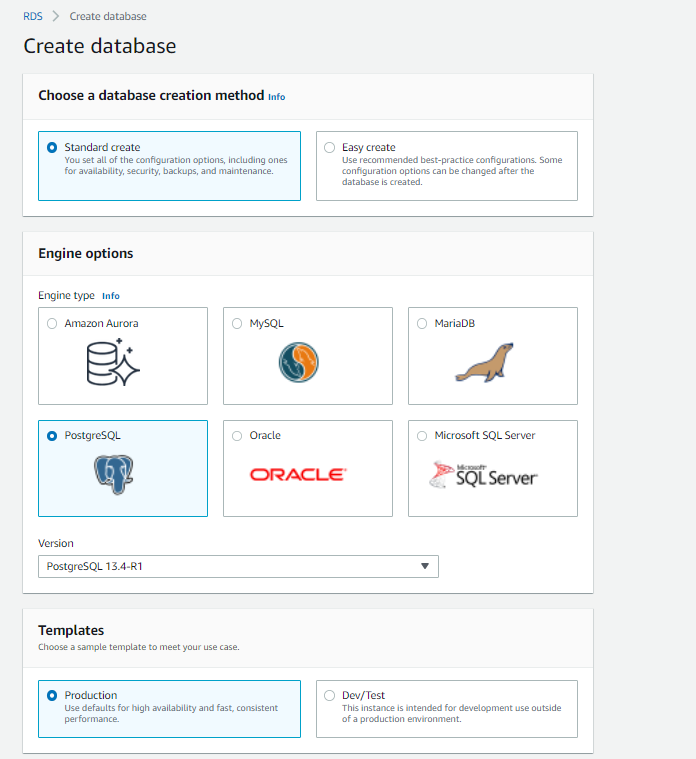 RDS > Create database
Create database
Choose a database creation method Info
Standard create
You set all of the configuration options, including ones
for availability, security, backups, and maintenance.
Easy create
Use recommended best-practice configurations. Some
configuration options can be changed after the
database is created.
Engine options
Engine type Info
Amazon Aurora
MySQL
MariaDB
PostgreSQL
Oracle
ORACLE
Microsoft SQL Server
Microsoft
SQL Server
Version
PostgreSQL 13.4-R1
Templates
Choose a sample template to meet your use case.
Production
Use defaults for high availability and fast, consistent
performance.
Dev/Test
This instance is intended for development use outside
of a production environment.